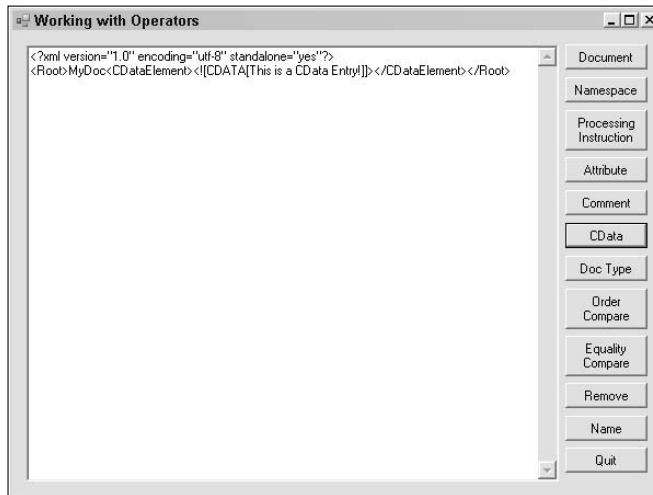 Working with Operators
<?xml version="1.0" encoding="utf-8" standalone="yes"?>
<Root>MyDoc<CDataElement><![CDATA[This is a CData Entry!]]></CDataElement></Root>
Document
Namespace
Processing
Instruction
Attribute
Comment
CData
Doc Type
Order
Compare
Equality
Compare
Remove
Name
Quit